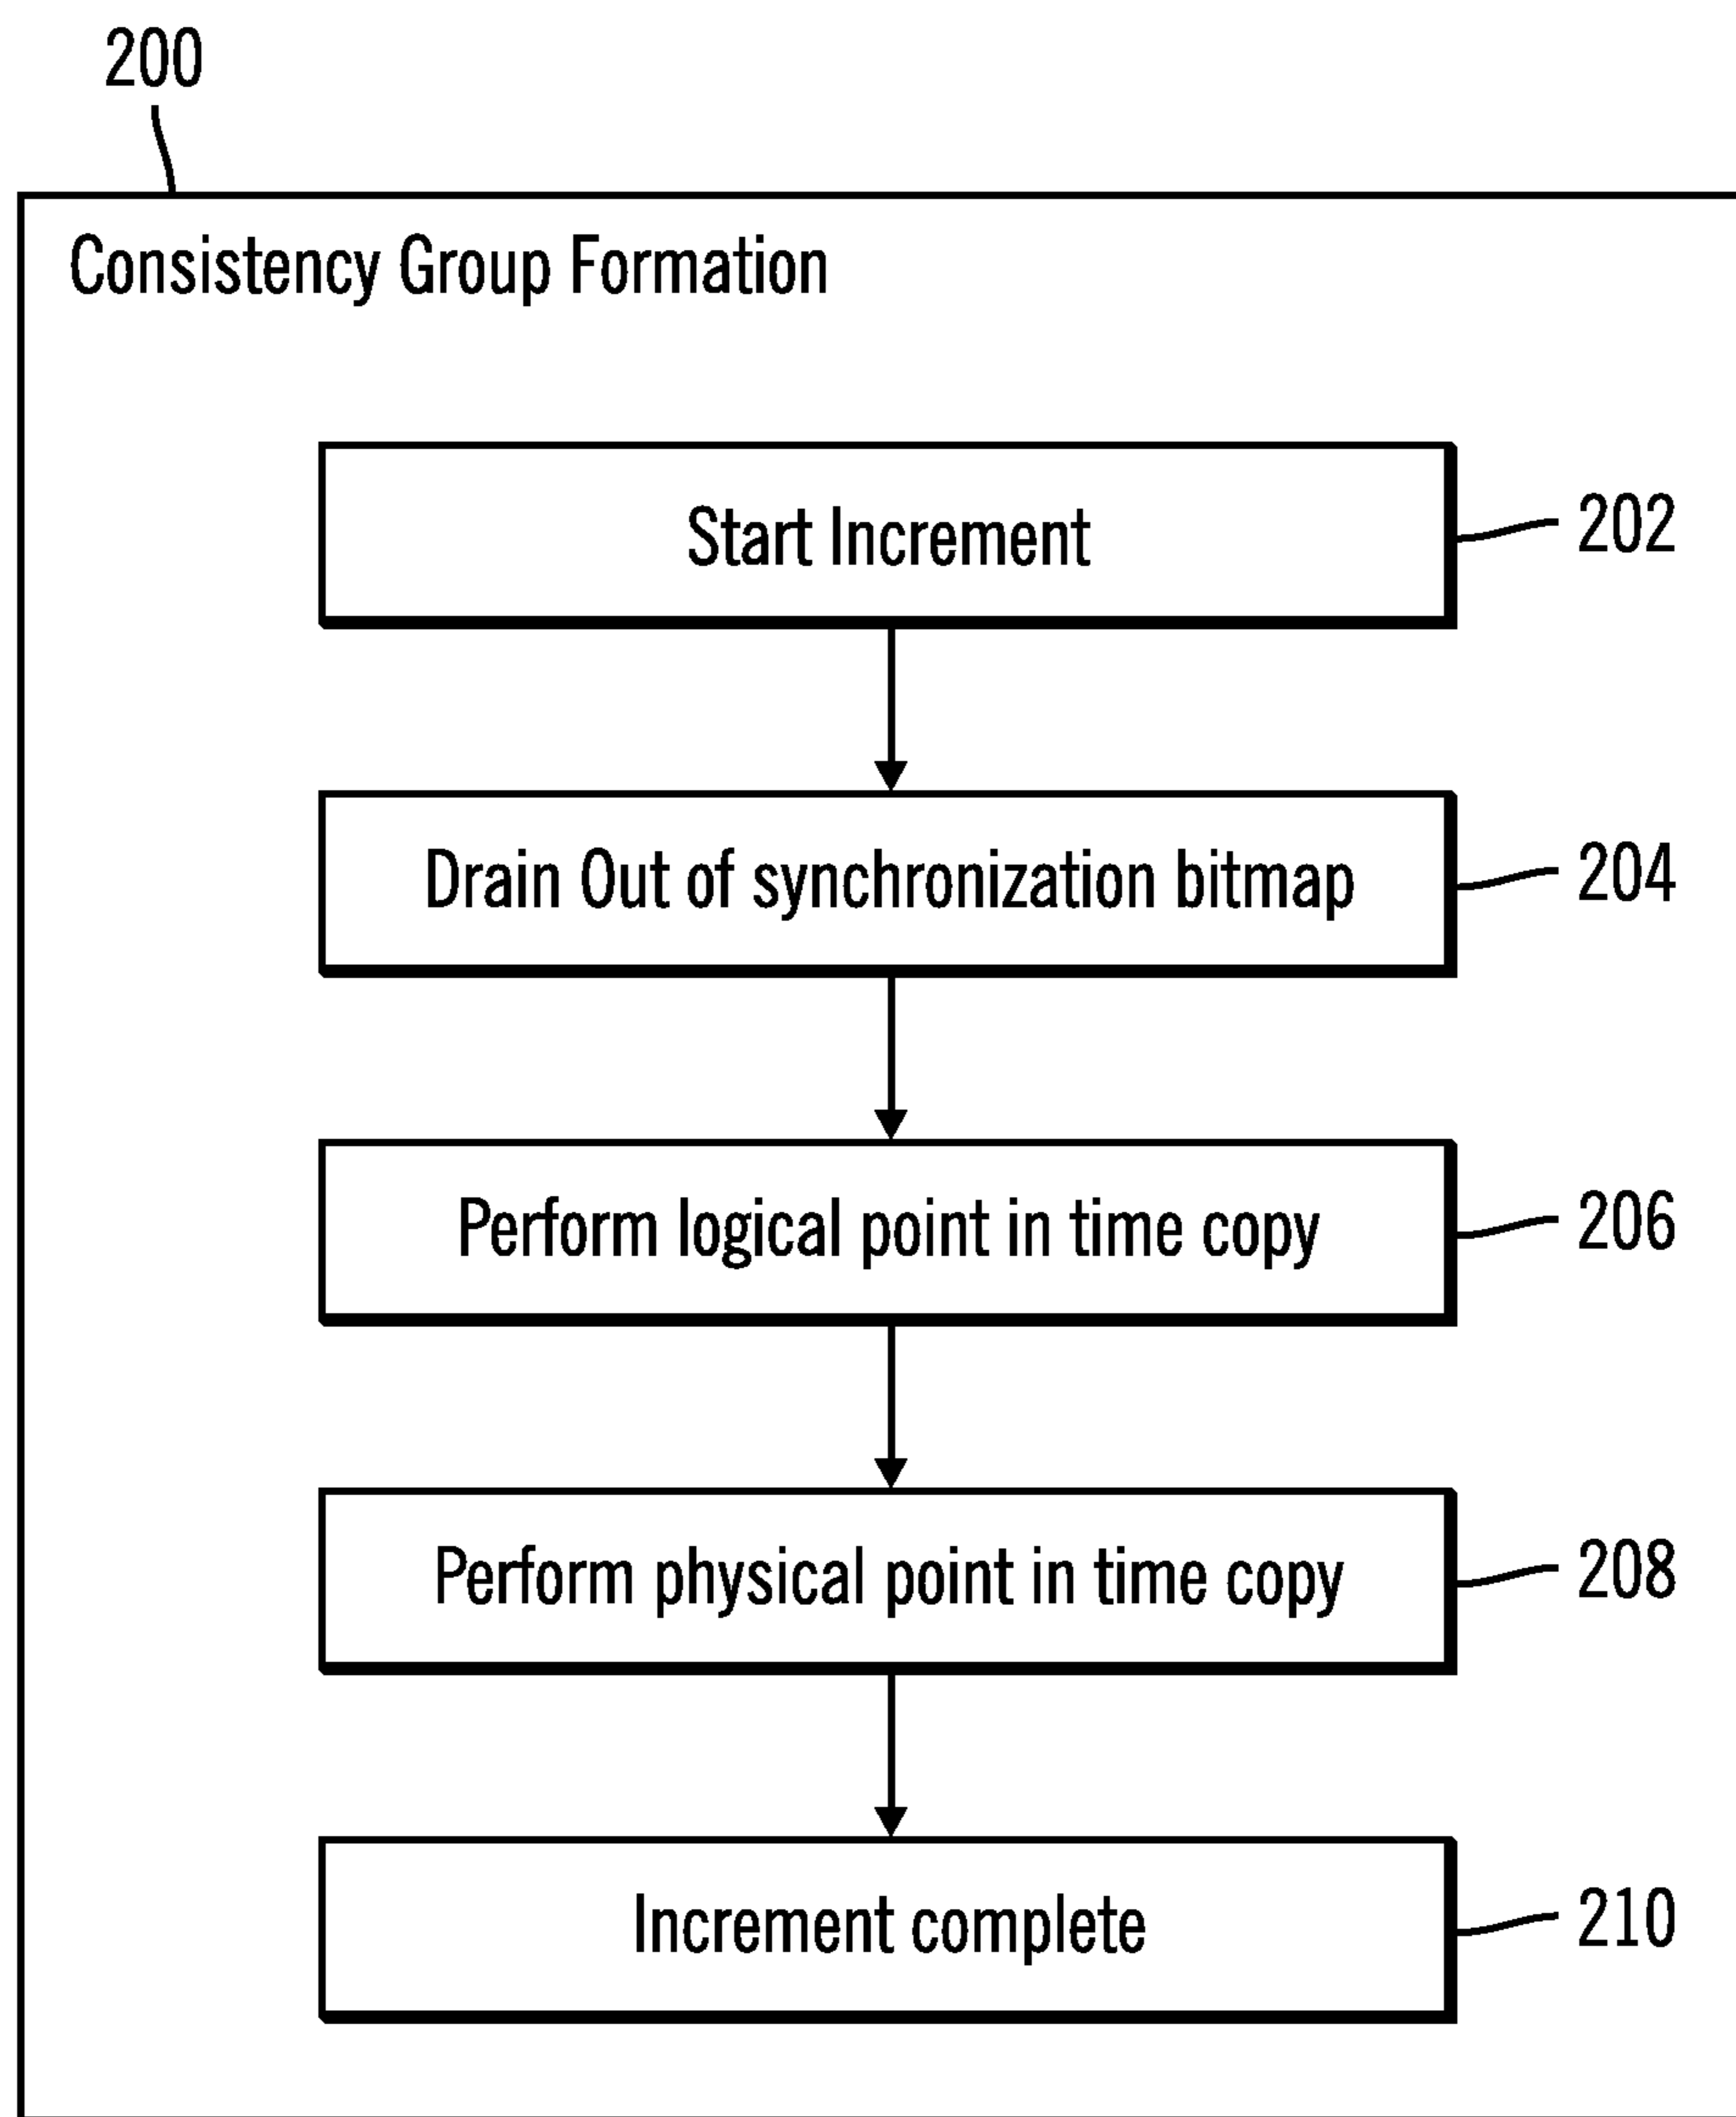 200
Consistency Group Formation
Start Increment
202
Drain Out of synchronization bitmap
204
Perform logical point in time copy
206
Perform physical point in time copy
208
Increment complete
210